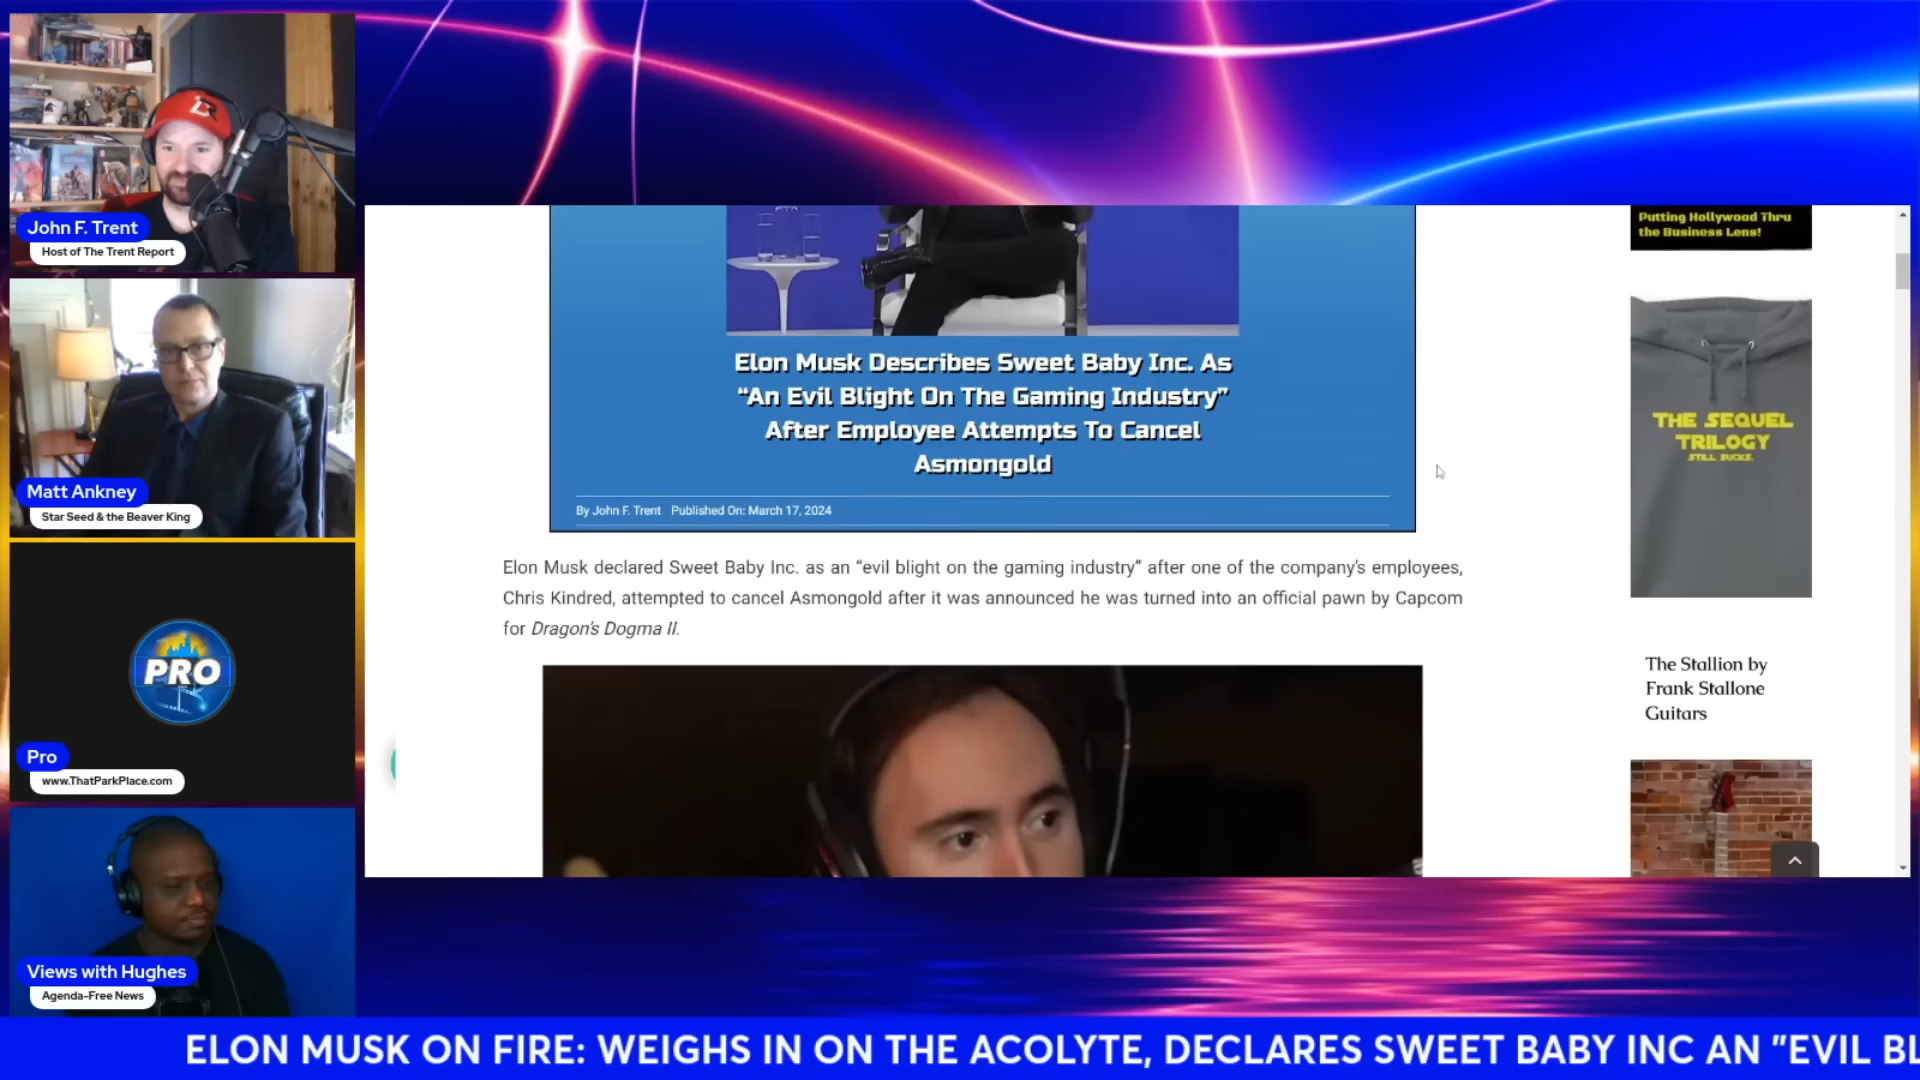 John F. Trent
Host of The Trent Report
Matt Ankney
Star Seed & the Beaver King
PRO
Pro
www.ThatParkPlace.com
Views with Hughes
Agenda-Free News
Elon Musk Describes Sweet Baby Inc. As
“An Evil Blight On The Gaming Industry”
After Employee Attempts To Cancel
Asmongold
By John F. Trent Published On: March 17, 2024
Elon Musk declared Sweet Baby Inc. as an “evil blight on the gaming industry” after one of the company’s employees,
Chris Kindred, attempted to cancel Asmongold after it was announced he was turned into an official pawn by Capcom
for Dragon’s Dogma II.
Putting Hollywood Thru
the Business Lens!
THE SEQUEL
TRILOGY
STILL SUCKS.
The Stallion by
Frank Stallone
Guitars
ELON MUSK ON FIRE: WEIGHS IN ON THE ACOLYTE, DECLARES SWEET BABY INC AN "EVIL BL